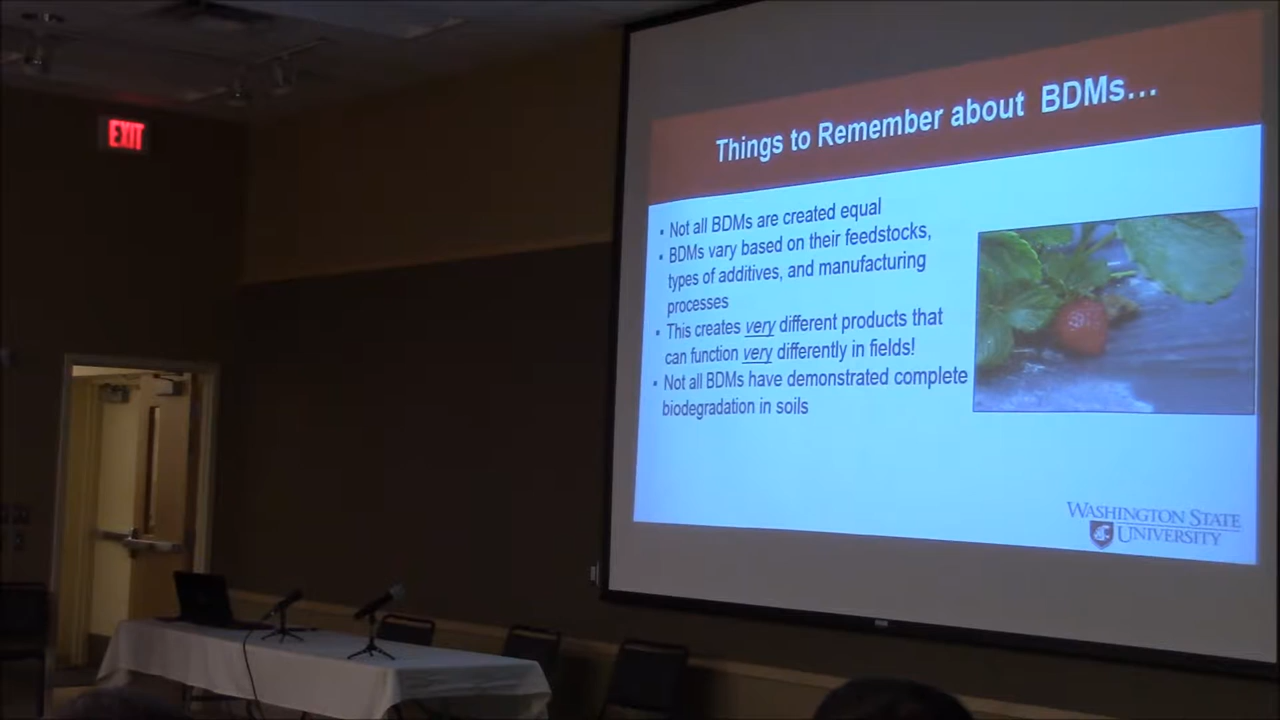 EXIT
Things to Remember about BDMs...
▪ Not all BDMs are created equal
▪ BDMs vary based on their feedstocks,
types of additives, and manufacturing
processes
▪ This creates very different products that
can function very differently in fields!
▪ Not all BDMs have demonstrated complete
biodegradation in soils
WASHINGTON STATE
UNIVERSITY